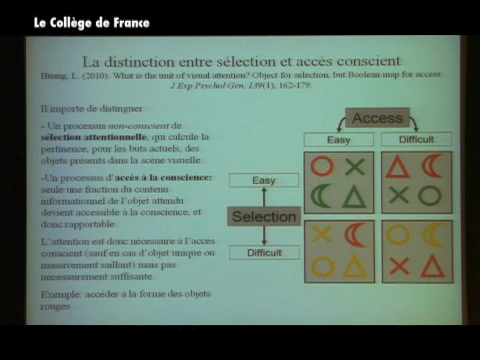 Le Collège de France
La distinction entre sélection et accés conscient
Huang, L. (2010). What is the unit of visual attention? Object for selection, but Boolean map for access.
J Exp Psychol Gen, 139(1), 162-179.
Il importe de distinguer
- Un processus non-conscient de
sélection attentionnelle, qui calcule la
pertinence, pour les buts actuels, des
objets présents dans la scène visuelle.
-Un processus d'accès à la conscience:
seule une fraction du contenu
informationnel de l'objet attendu
devient accessible à la conscience, et
donc rapportable.
L'attention est donc nécessaire à l'accès
conscient (sauf en cas d'objet unique ou
massivement saillant) mais pas
nécessairement suffisante.
Exemple: accéder à la forme des objets
rouges
Access
Easy
Difficult
Easy
Selection
Difficult